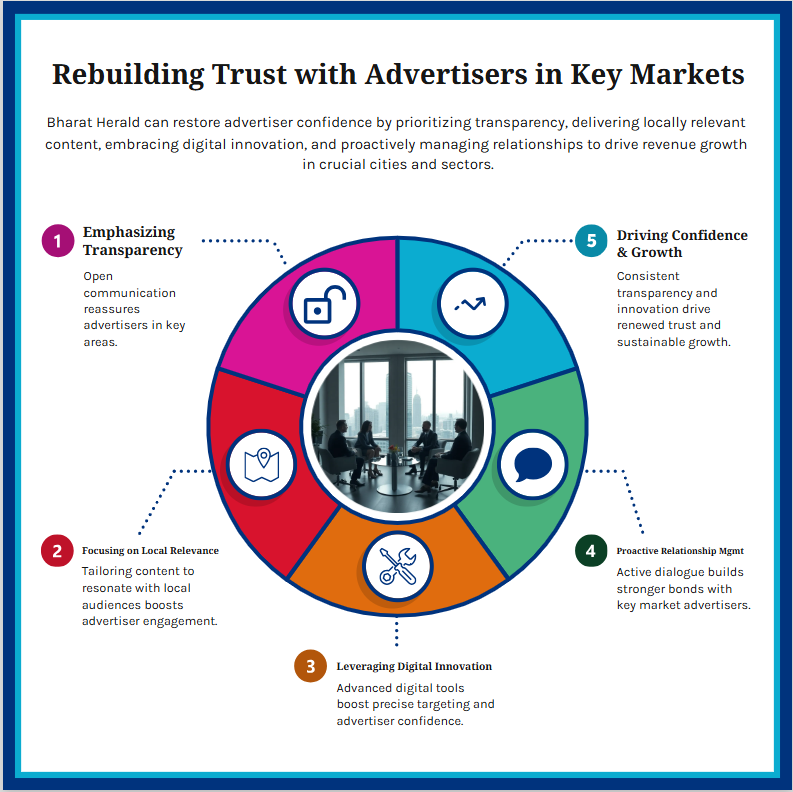 Rebuilding Trust with Advertisers in Key Markets
Bharat Herald can restore advertiser confidence by prioritizing transparency, delivering locally relevant
content, embracing digital innovation, and proactively managing relationships to drive revenue growth
in crucial cities and sectors.
1
Emphasizing
Transparency
Open
communication
reassures
advertisers in key
areas.
2
Focusing on Local Relevance
Tailoring content to
resonate with local
audiences boosts
advertiser engagement.
3
Leveraging Digital Innovation
Advanced digital tools
boost precise targeting and
advertiser confidence.
4
Proactive Relationship Mgmt
Active dialogue builds
stronger bonds with
key market advertisers.
5
Driving Confidence
& Growth
Consistent
transparency and
innovation drive
renewed trust and
sustainable growth.